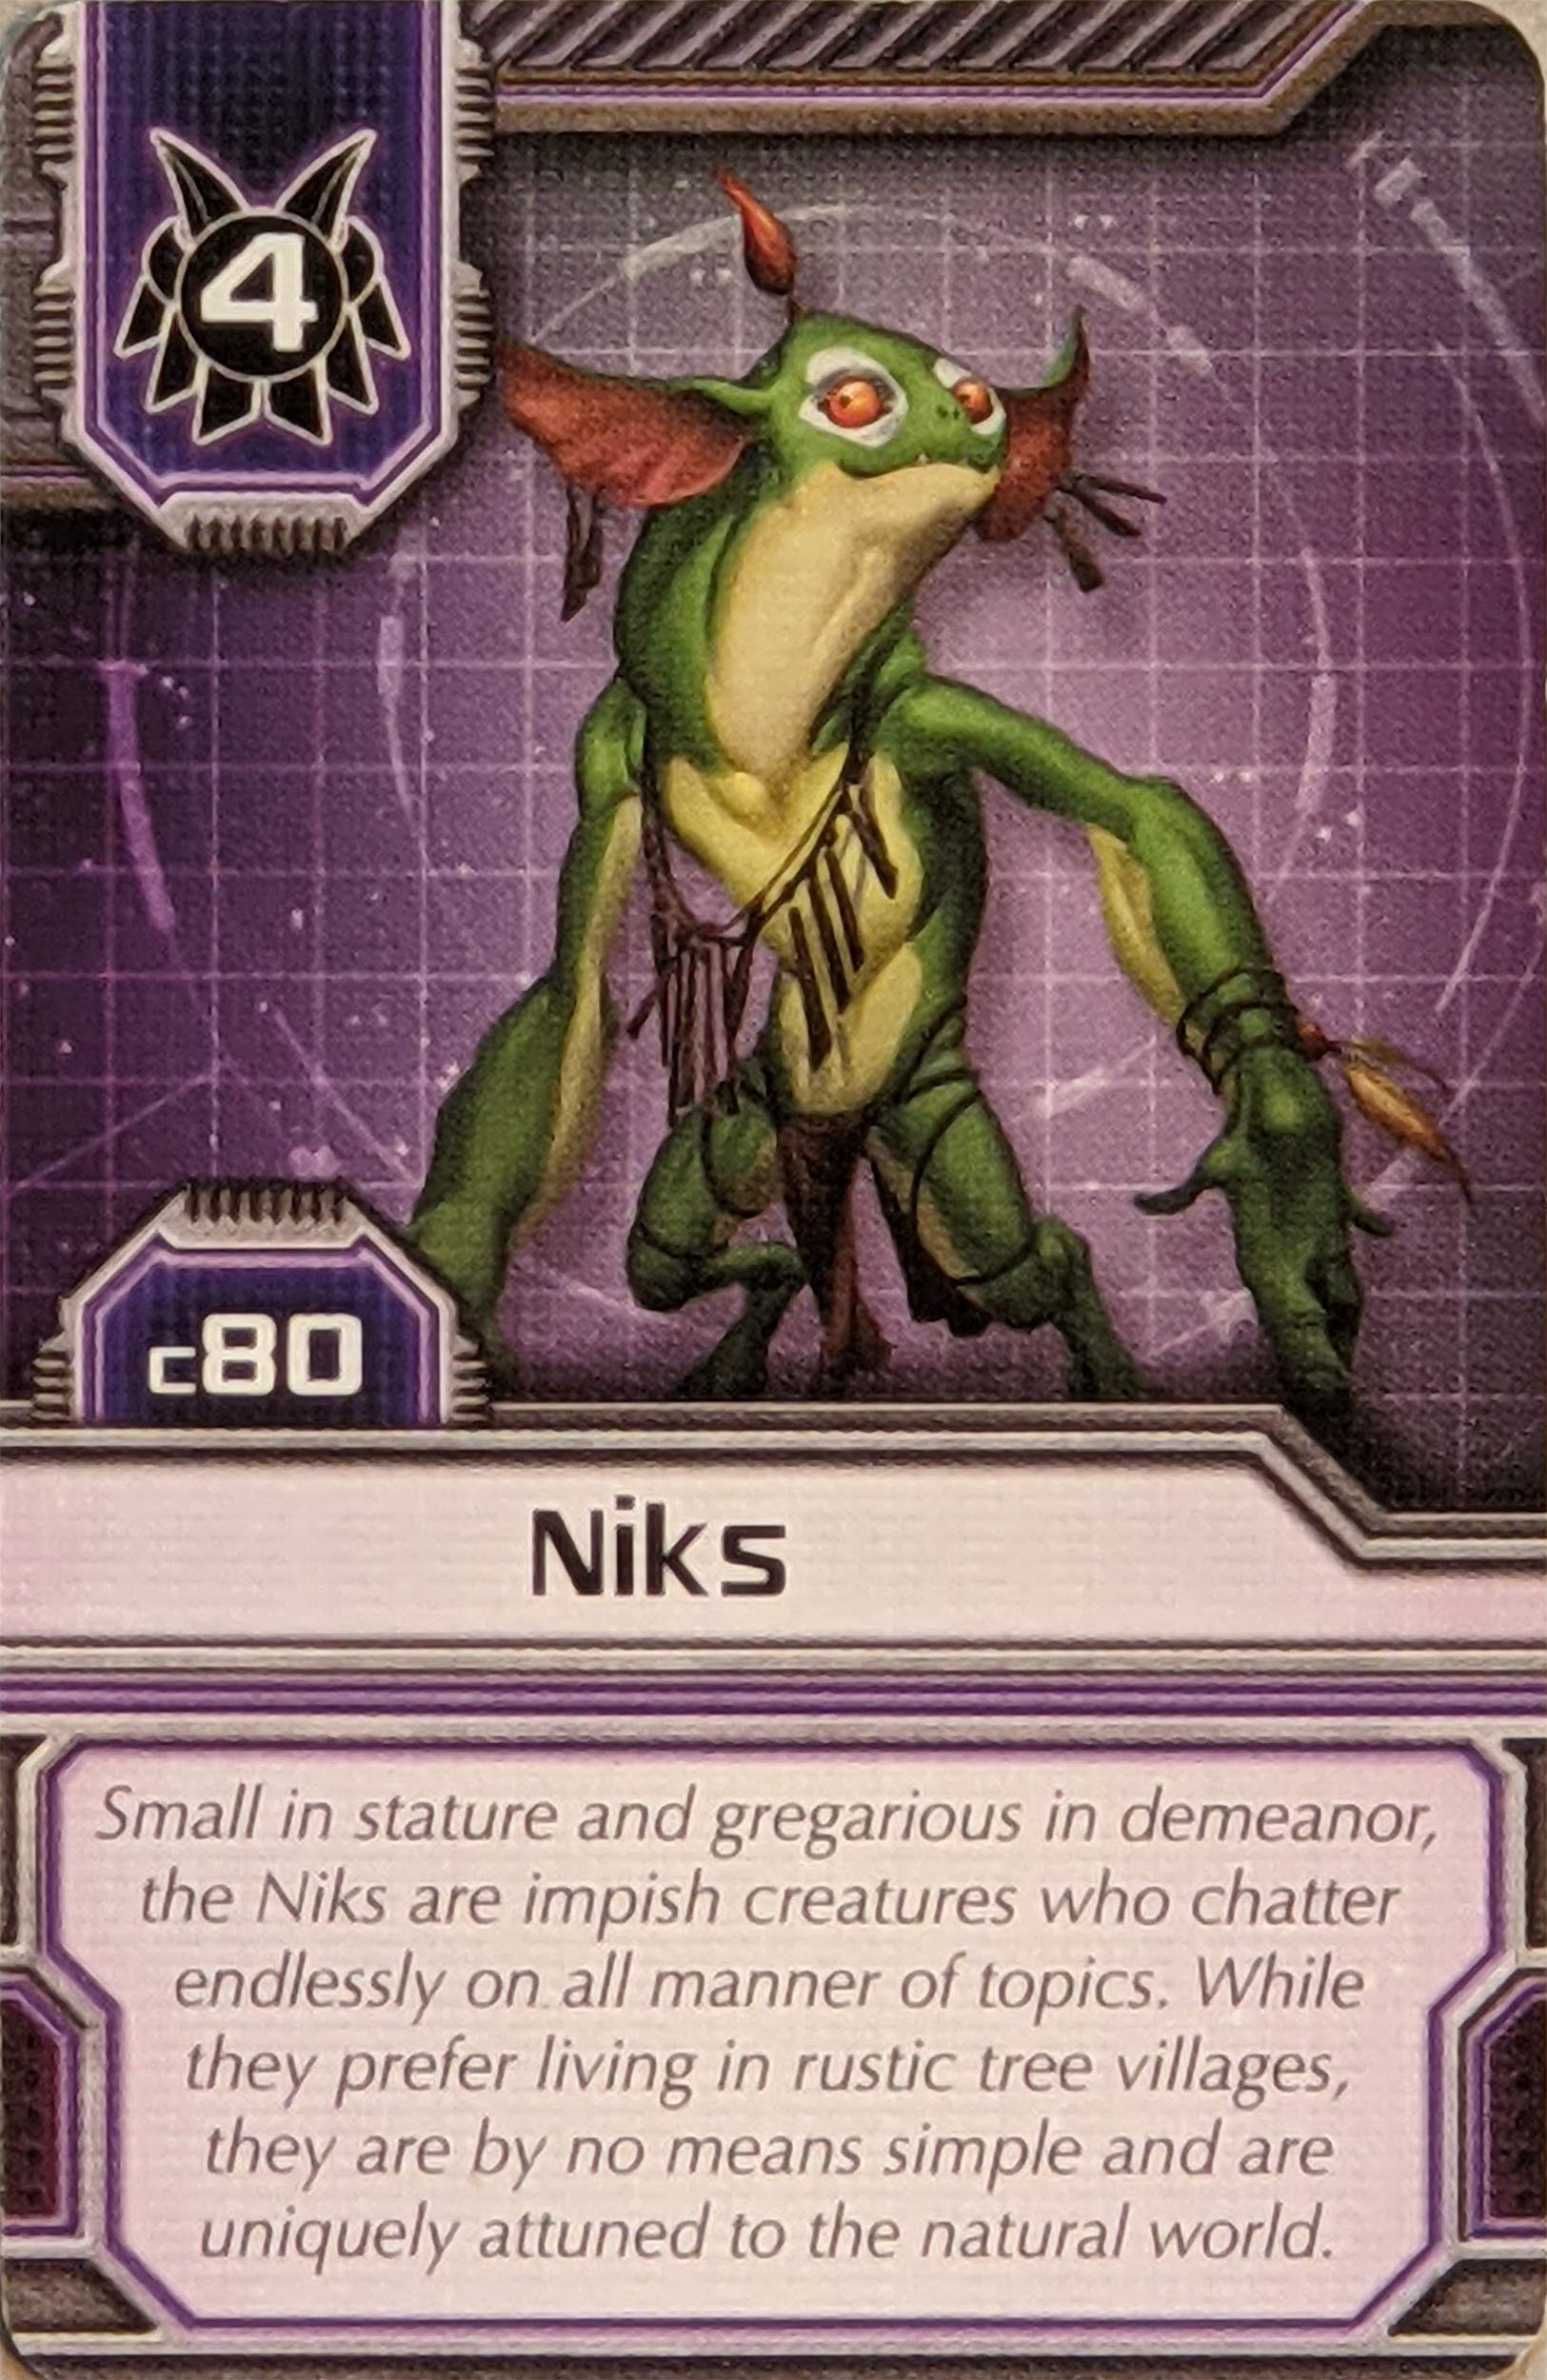 4
c80
Niks
Small in stature and gregarious in demeanor,
the Niks are impish creatures who chatter
endlessly on all manner of topics. While
they prefer living in rustic tree villages,
they are by no means simple and are
uniquely attuned to the natural world.